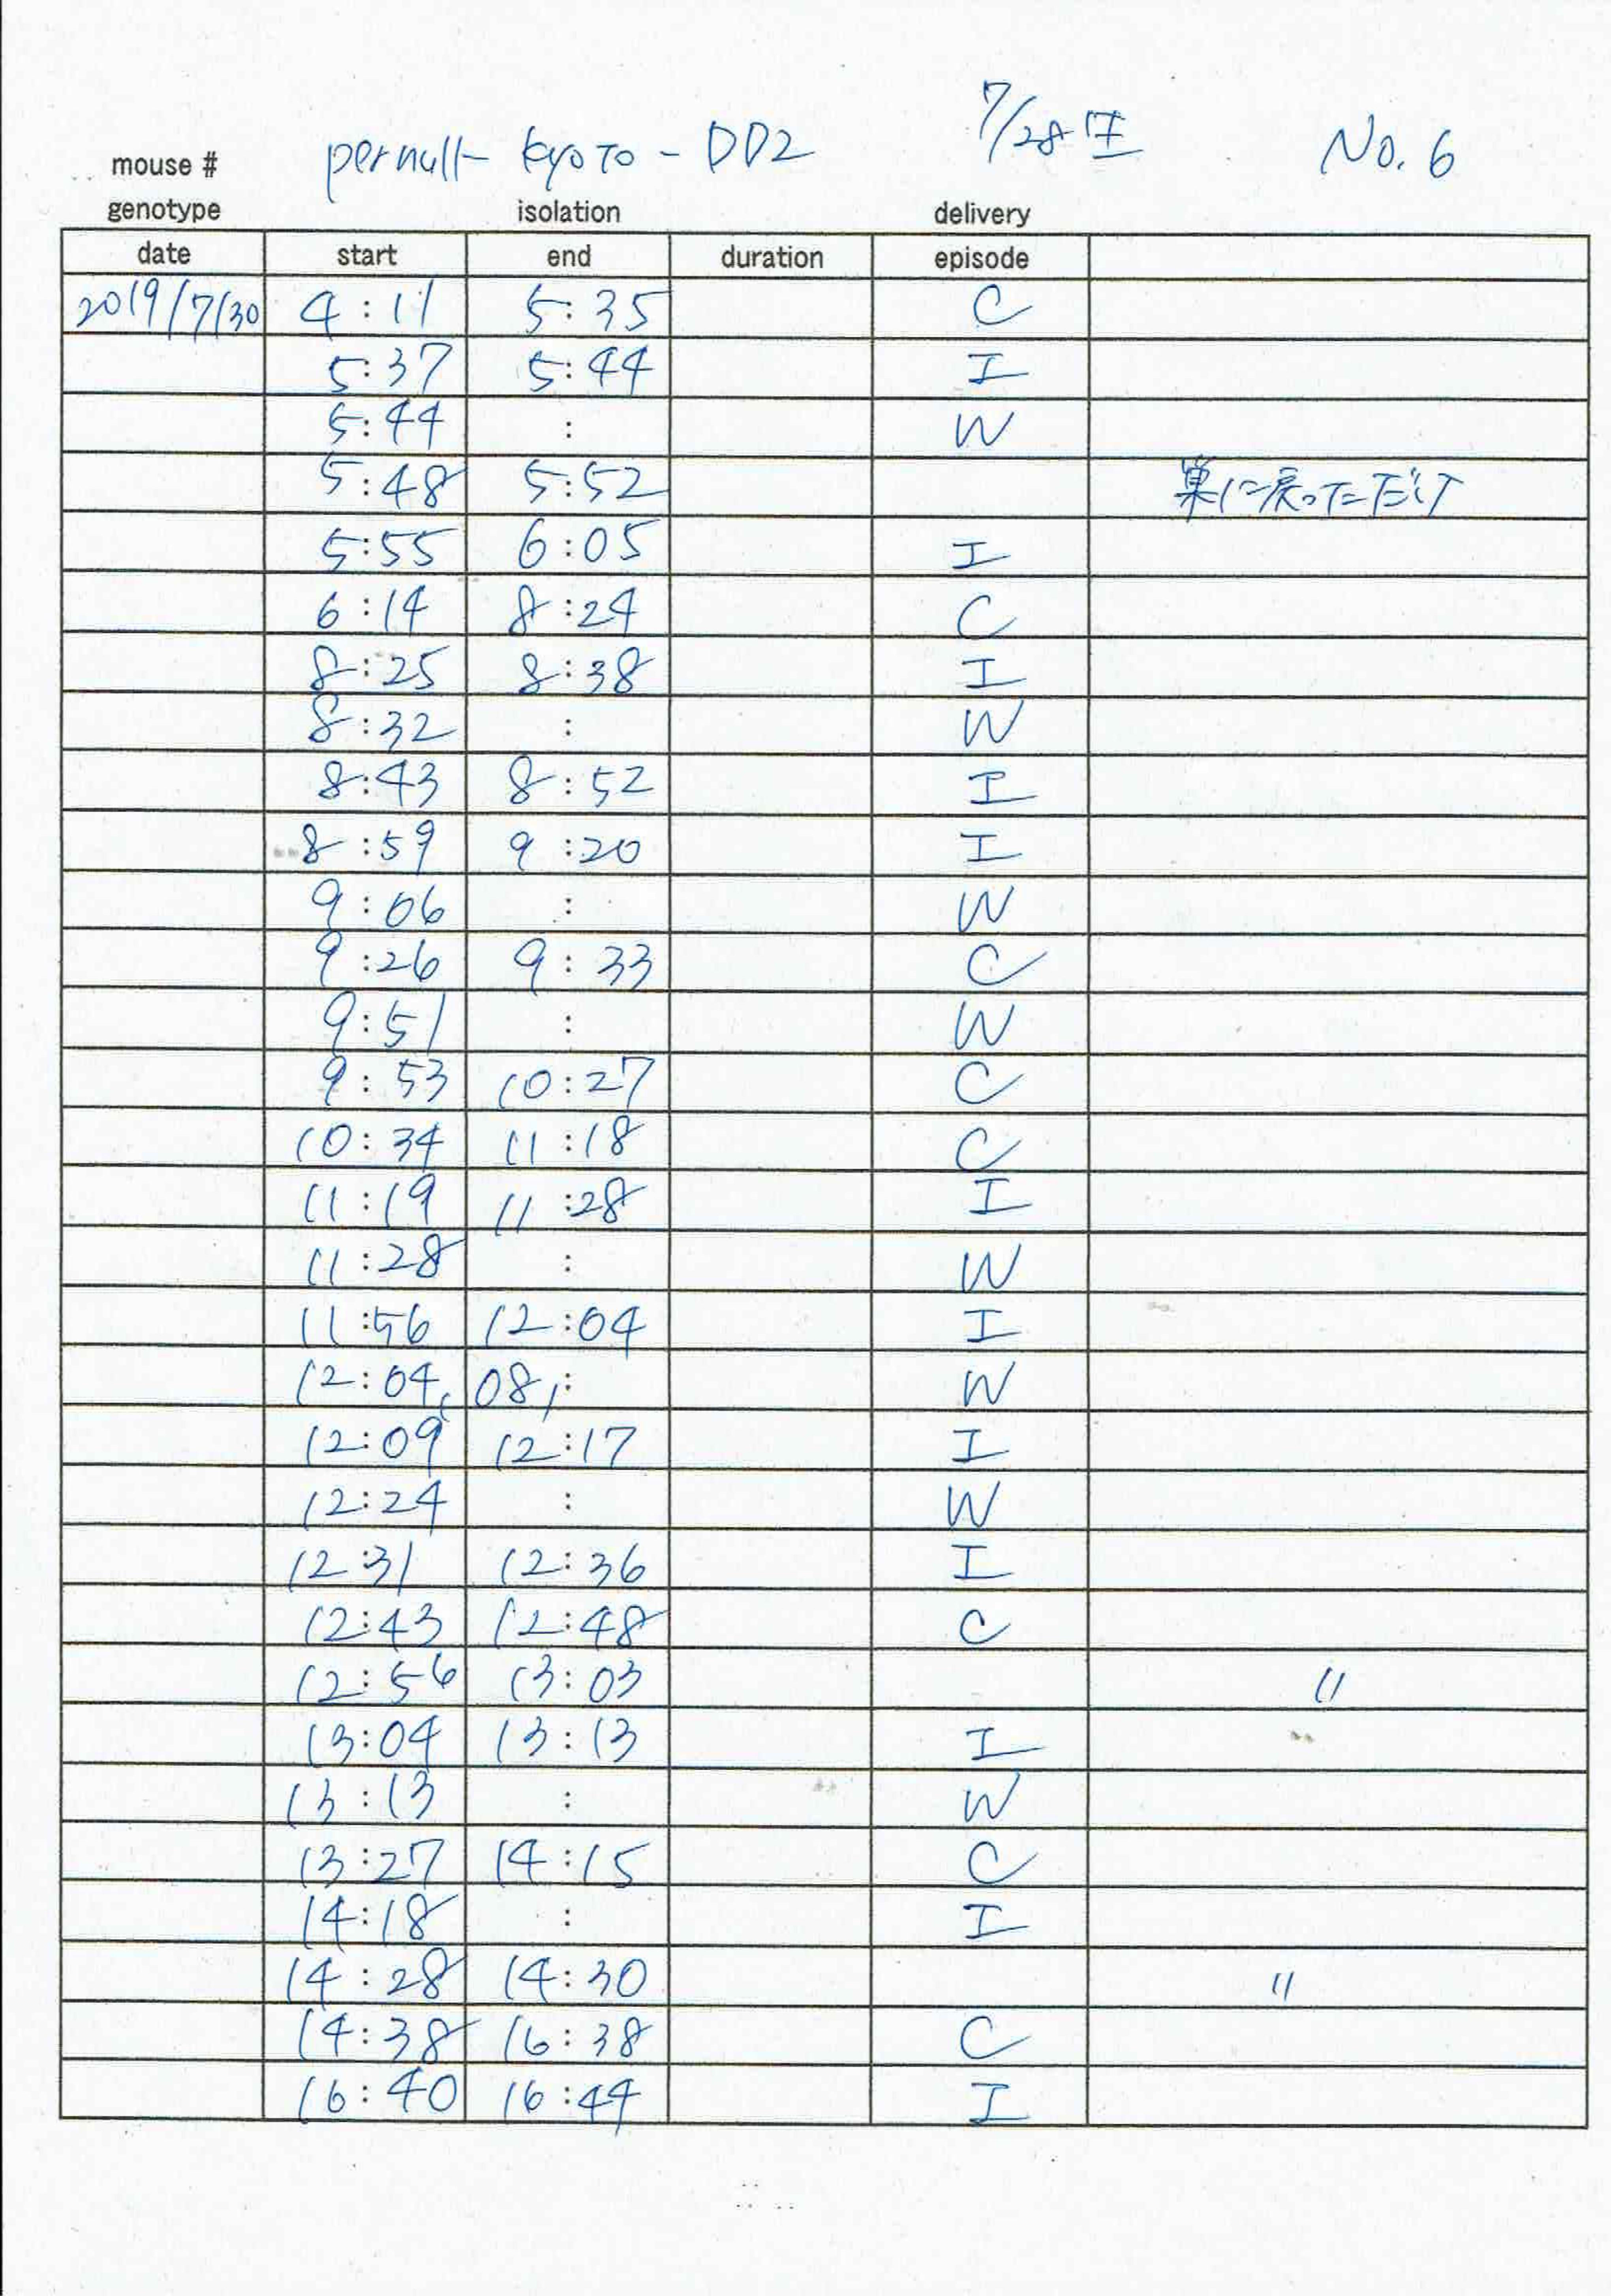 7/28
No. 6
mouse # pernull- kyoto - DD2
genotype isolation delivery
date start end duration episode
2019/7/30 4:11 5:35 C
5:37 5:44 I
5:44 : W
5:48 5:52 巣に戻っただけ
5:55 6:05 I
6:14 8:24 C
8:25 8:38 I
8:32 : W
8:43 8:52 I
8:59 9:20 I
9:06 : W
9:26 9:33 C
9:51 : W
9:53 10:27 C
10:34 11:18 C
11:19 11:28 I
11:28 : W
11:56 12:04 I
12:04, 08, : W
12:09 12:17 I
12:24 : W
12:31 12:36 I
12:43 12:48 C
12:56 13:03 〃
13:04 13:13 I
13:13 : W
13:27 14:15 C
14:18 : I
14:28 14:30 〃
14:38 16:38 C
16:40 16:44 I